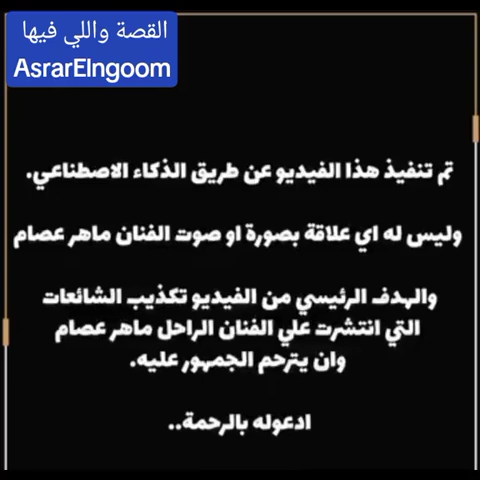 القصة واللي فيها
AsrarElngoom
تم تنفيذ هذا الفيديو عن طريق الذكاء الاصطناعي.
وليس له اي علاقة بصورة او صوت الفنان ماهر عصام
والهدف الرئيسي من الفيديو تكذيب الشائعات
التي انتشرت علي الفنان الراحل ماهر عصام
وان يترحم الجمهور عليه.
ادعوله بالرحمة..